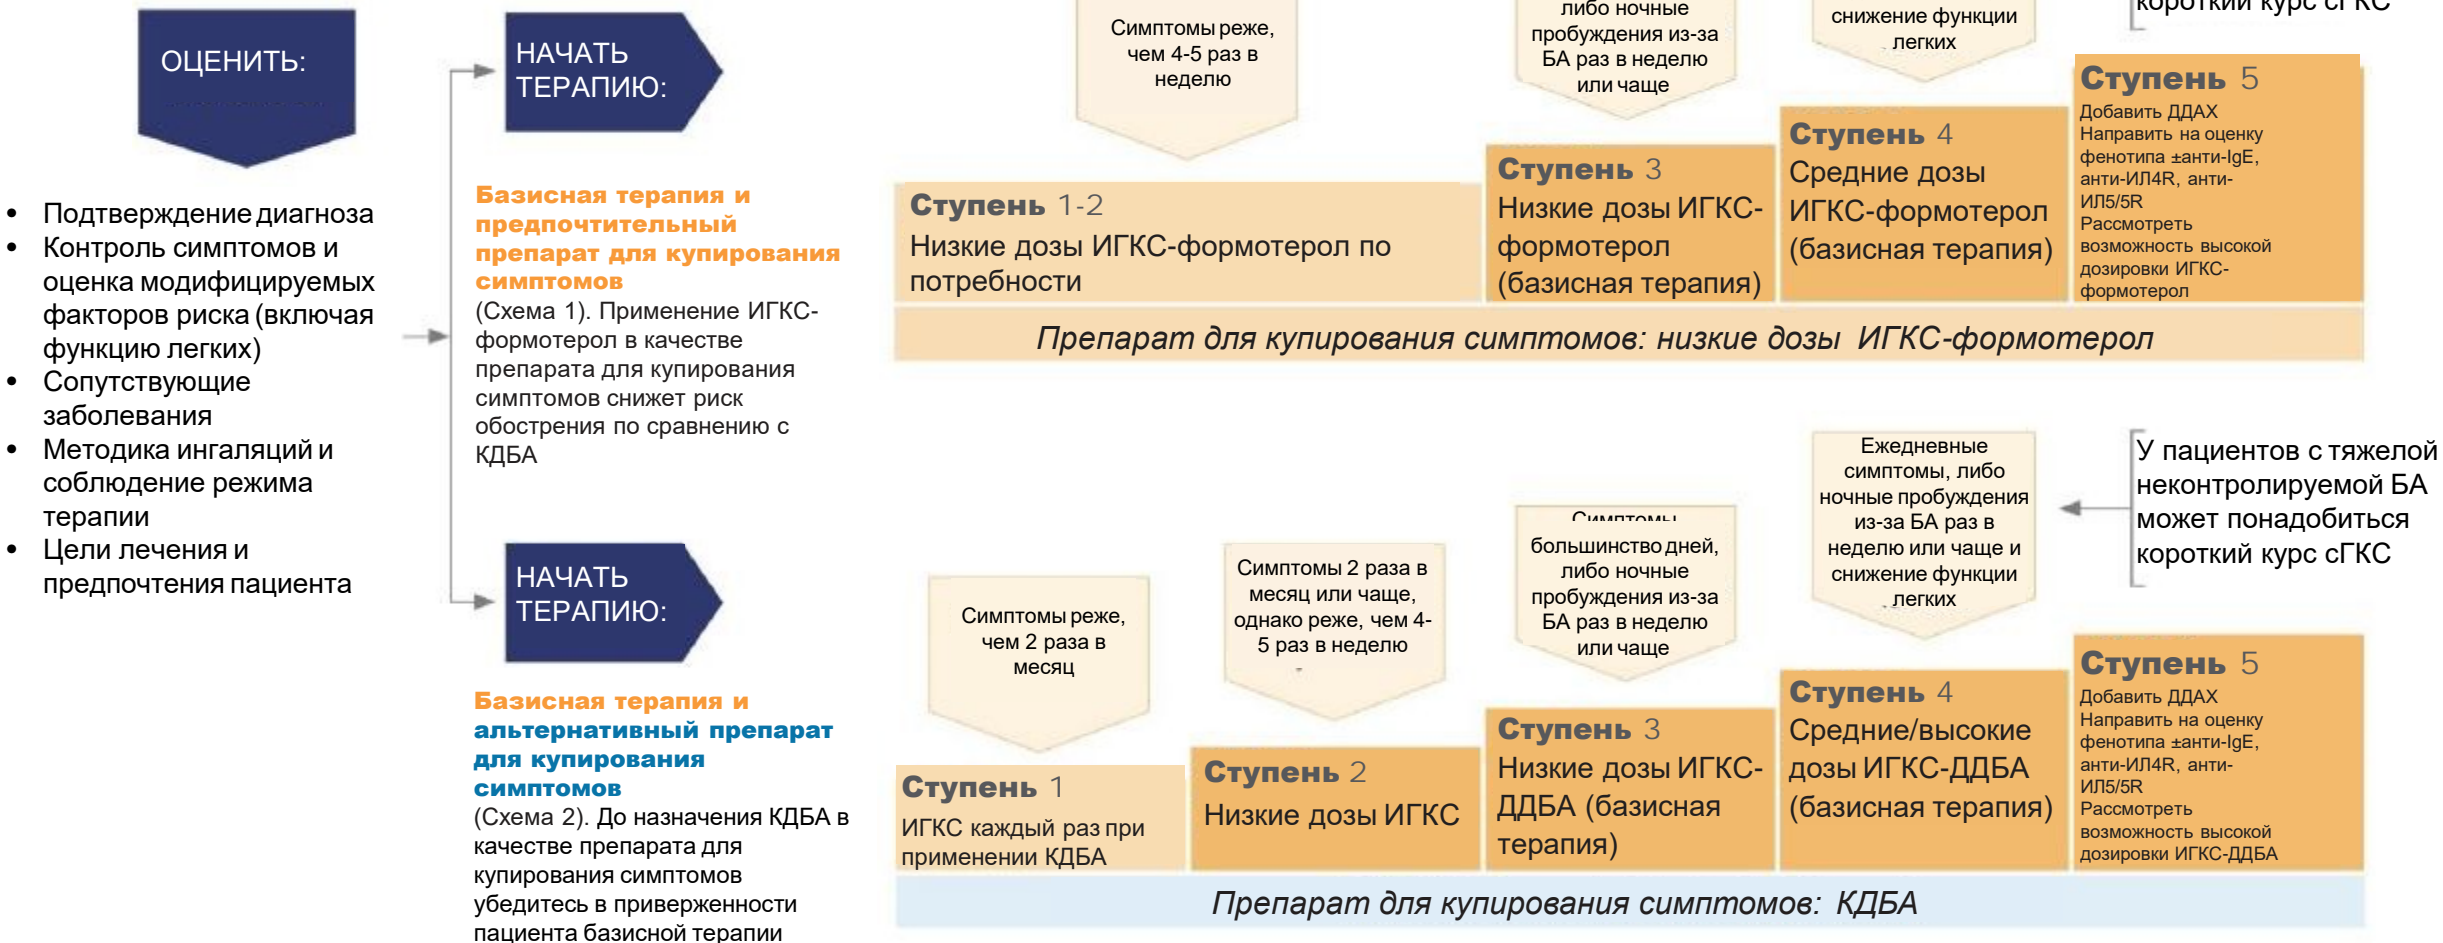 ОЦЕНИТЬ:
• Подтверждение диагноза
• Контроль симптомов и
оценка модифицируемых
факторов риска (включая
функцию легких)
• Сопутствующие
заболевания
• Методика ингаляций и
соблюдение режима
терапии
• Цели лечения и
предпочтения пациента
НАЧАТЬ
ТЕРАПИЮ:
Базисная терапия и
предпочтительный
препарат для купирования
симптомов
(Схема 1). Применение ИГКС-
формотерол в качестве
препарата для купирования
симптомов снижет риск
обострения по сравнению с
КДБА
Симптомы реже,
чем 4-5 раз в
неделю
либо ночные
пробуждения из-за
БА раз в неделю
или чаще
снижение функции
легких
короткий курс сГКС
Ступень 1-2
Низкие дозы ИГКС-формотерол по
потребности
Ступень 3
Низкие дозы ИГКС-
формотерол
(базисная терапия)
Ступень 4
Средние дозы
ИГКС-формотерол
(базисная терапия)
Ступень 5
Добавить ДДАХ
Направить на оценку
фенотипа ±анти-IgE,
анти-ИЛ4R, анти-
ИЛ5/5R
Рассмотреть
возможность высокой
дозировки ИГКС-
формотерол
Препарат для купирования симптомов: низкие дозы ИГКС-формотерол
НАЧАТЬ
ТЕРАПИЮ:
Базисная терапия и
альтернативный препарат
для купирования
симптомов
(Схема 2). До назначения КДБА в
качестве препарата для
купирования симптомов
убедитесь в приверженности
пациента базисной терапии
Симптомы реже,
чем 2 раза в
месяц
Симптомы 2 раза в
месяц или чаще,
однако реже, чем 4-
5 раз в неделю
Симптомы
большинство дней,
либо ночные
пробуждения из-за
БА раз в неделю
или чаще
Ежедневные
симптомы, либо
ночные пробуждения
из-за БА раз в
неделю или чаще и
снижение функции
легких
У пациентов с тяжелой
неконтролируемой БА
может понадобиться
короткий курс сГКС
Ступень 1
ИГКС каждый раз при
применении КДБА
Ступень 2
Низкие дозы ИГКС
Ступень 3
Низкие дозы ИГКС-
ДДБА (базисная
терапия)
Ступень 4
Средние/высокие
дозы ИГКС-ДДБА
(базисная терапия)
Ступень 5
Добавить ДДАХ
Направить на оценку
фенотипа ±анти-IgE,
анти-ИЛ4R, анти-
ИЛ5/5R
Рассмотреть
возможность высокой
дозировки ИГКС-ДДБА
Препарат для купирования симптомов: КДБА